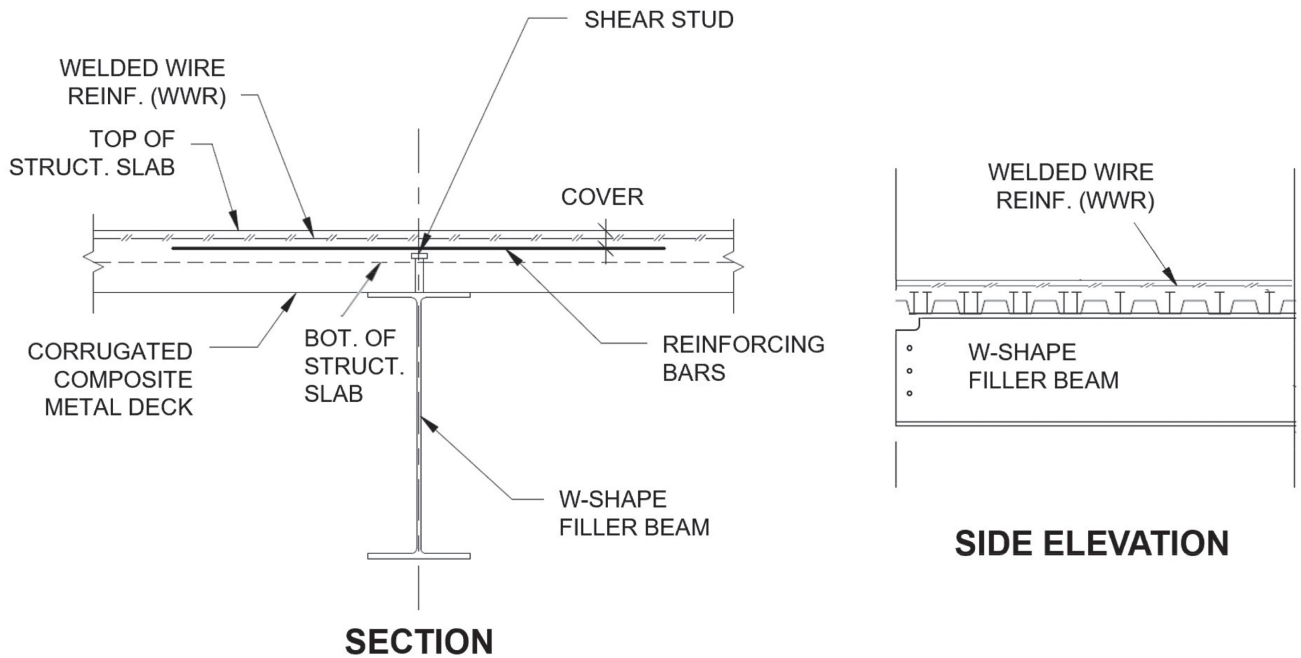 SHEAR STUD
WELDED WIRE
REINF. (WWR)
TOP OF
STRUCT. SLAB
COVER
CORRUGATED
COMPOSITE
METAL DECK
BOT. OF
STRUCT.
SLAB
REINFORCING
BARS
W-SHAPE
FILLER BEAM
SECTION
WELDED WIRE
REINF. (WWR)
W-SHAPE
FILLER BEAM
SIDE ELEVATION